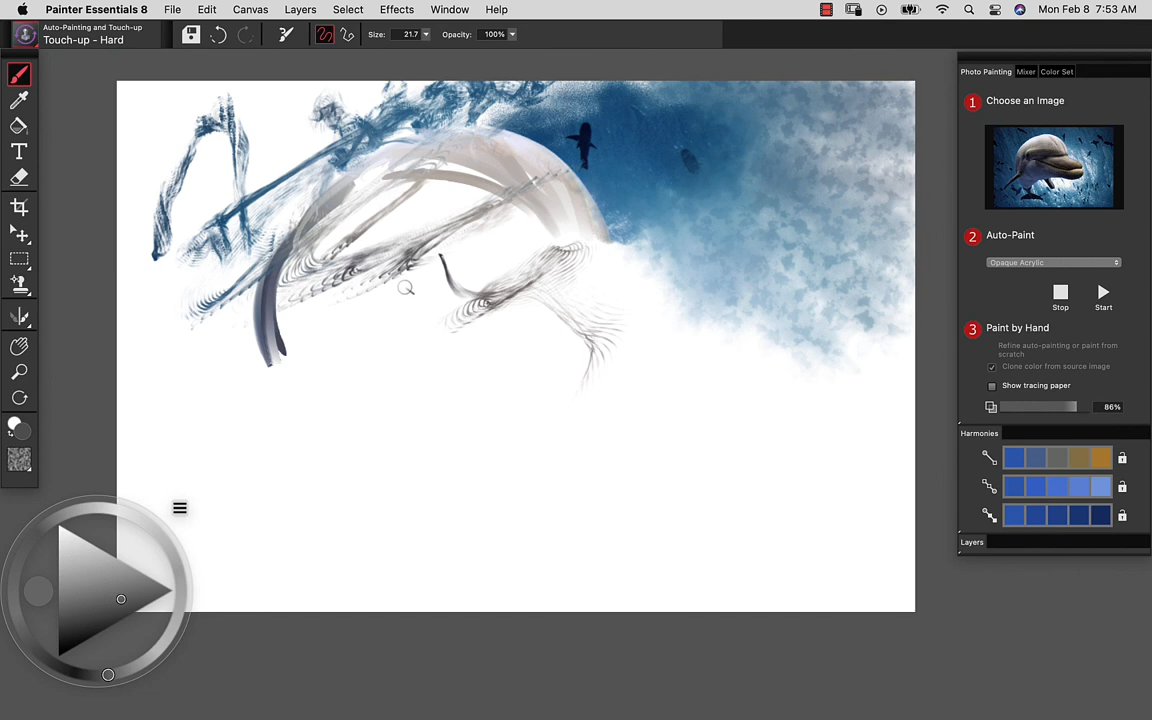 Painter Essentials 8 File Edit Canvas Layers Select Effects Window Help Mon Feb 8 7:53 AM
Auto-Painting and Touch-up
Touch-up - Hard
Size: 21.7 Opacity: 100%
Photo Painting Mixer Color Set
1 Choose an Image
2 Auto-Paint
Opaque Acrylic
Stop Start
3 Paint by Hand
Refine auto-painting or paint from
scratch
Clone color from source image
Show tracing paper
86%
Harmonies
Layers